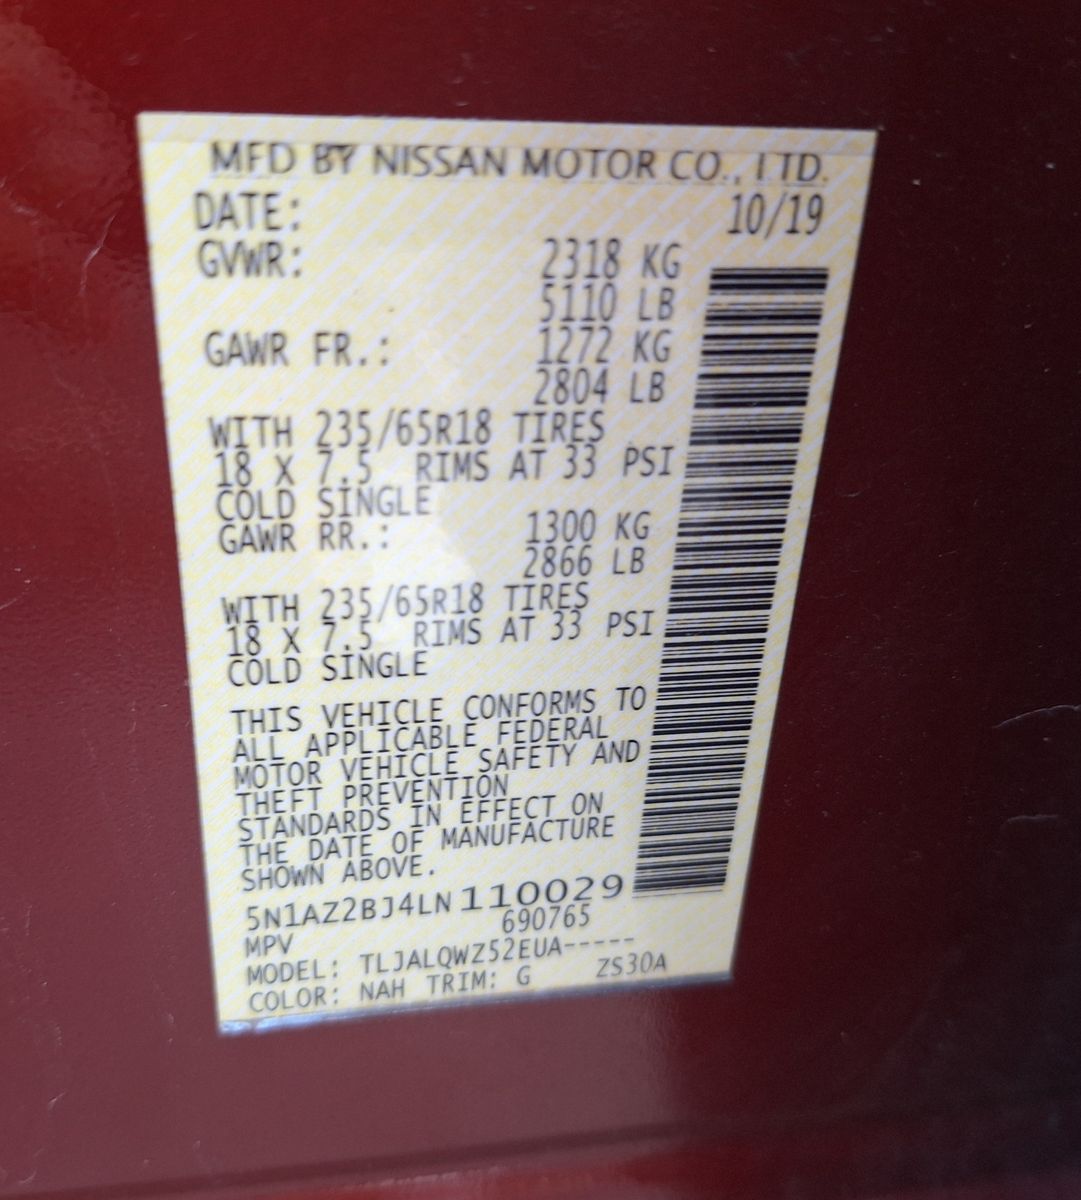 MFD BY NISSAN MOTOR CO., LTD.
DATE: 10/19
GVWR: 2318 KG
5110 LB
GAWR FR.: 1272 KG
2804 LB
WITH 235/65R18 TIRES
18 X 7.5 RIMS AT 33 PSI
COLD SINGLE
GAWR RR.: 1300 KG
2866 LB
WITH 235/65R18 TIRES
18 X 7.5 RIMS AT 33 PSI
COLD SINGLE
THIS VEHICLE CONFORMS TO
ALL APPLICABLE FEDERAL
MOTOR VEHICLE SAFETY AND
THEFT PREVENTION
STANDARDS IN EFFECT ON
THE DATE OF MANUFACTURE
SHOWN ABOVE.
5N1AZ2BJ4LN110029
690765
MPV
MODEL: TLJALQWZ52EUA-----
COLOR: NAH TRIM: G ZS30A